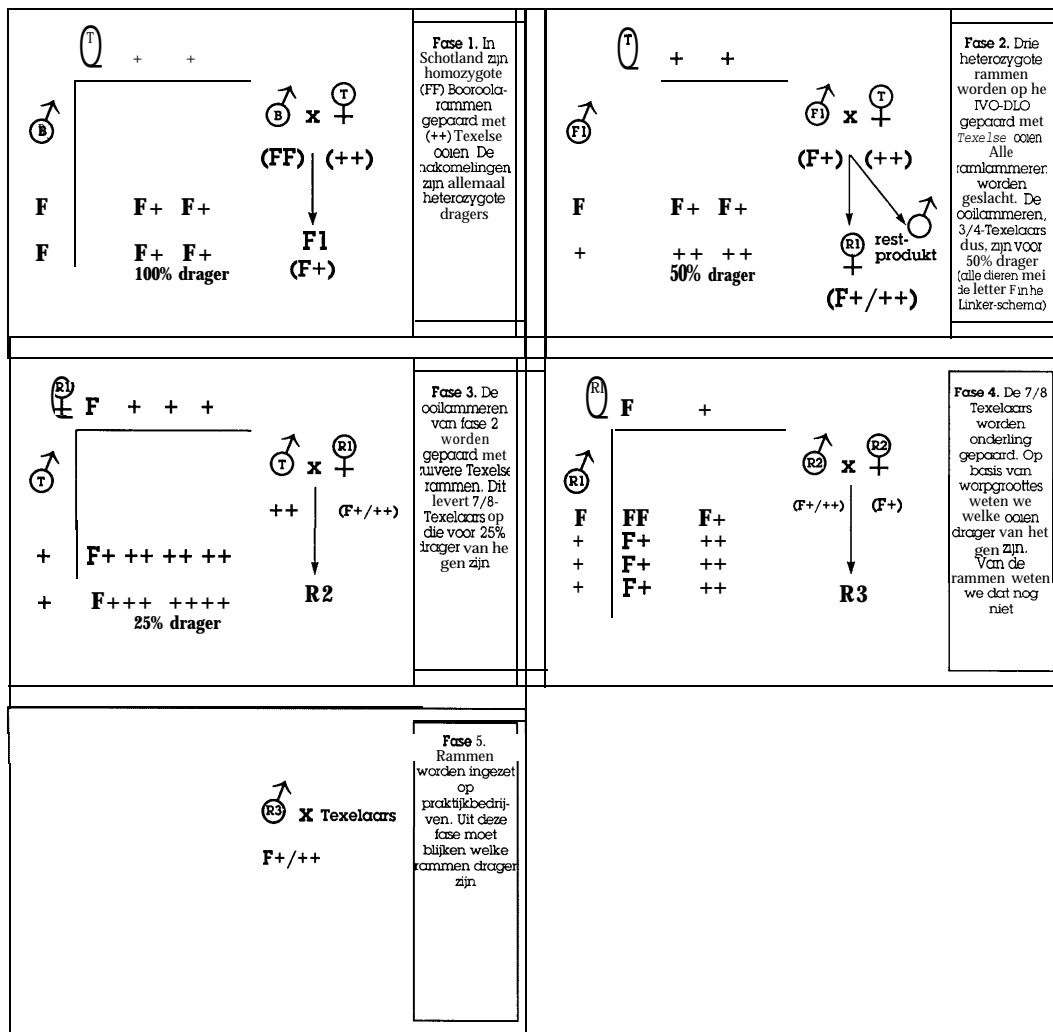 T + +
B
B x T
(FF) (++)
F F+ F+
F F+ F+
100% drager
F1
(F+)
Fase 1. In
Schotland zijn
homozygote
(FF) Booroola-
rammen
gepaard met
(++) Texelse
ooien De
nakomelingen
zijn allemaal
heterozygote
dragers
T + +
F1
F1 x T
(F+) (++)
F F+ F+
+ ++ ++
50% drager
R1
rest-
produkt
(F+/++)
Fase 2. Drie
heterozygote
rammen
worden op he
IVO-DLO
gepaard met
Texelse ooien
Alle
ramlammeren
worden
geslacht. De
ooilammeren,
3/4-Texelaars
dus, zijn voor
50% drager
(alle dieren mei
de letter F in he
Linker-schema)
R1 F + + +
T
T x R1
++ (F+/++)
+ F+ ++ ++ ++
+ F+++ ++++
25% drager
R2
Fase 3. De
ooilammeren
van fase 2
worden
gepaard met
zuivere Texelse
rammen. Dit
levert 7/8-
Texelaars op
die voor 25%
drager van he
gen zijn
R1 F +
R1
R2 x R2
(F+/++) (F+)
F FF F+
+ F+ ++
+ F+ ++
+ F+ ++
R3
Fase 4. De 7/8
Texelaars
worden
onderling
gepaard. Op
basis van
worpgroottes
weten we
welke ooien
drager van het
gen zijn.
Van de
rammen weten
we dat nog
niet
R3 x Texelaars
F+/++
Fase 5.
Rammen
worden ingezet
op
praktijkbedrij-
ven. Uit deze
fase moet
blijken welke
rammen drager
zijn